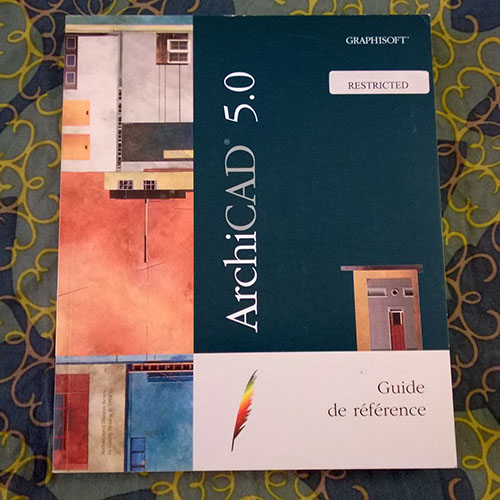 GRAPHISOFT®
RESTRICTED
ArchiCAD® 5.0
Guide
de référence